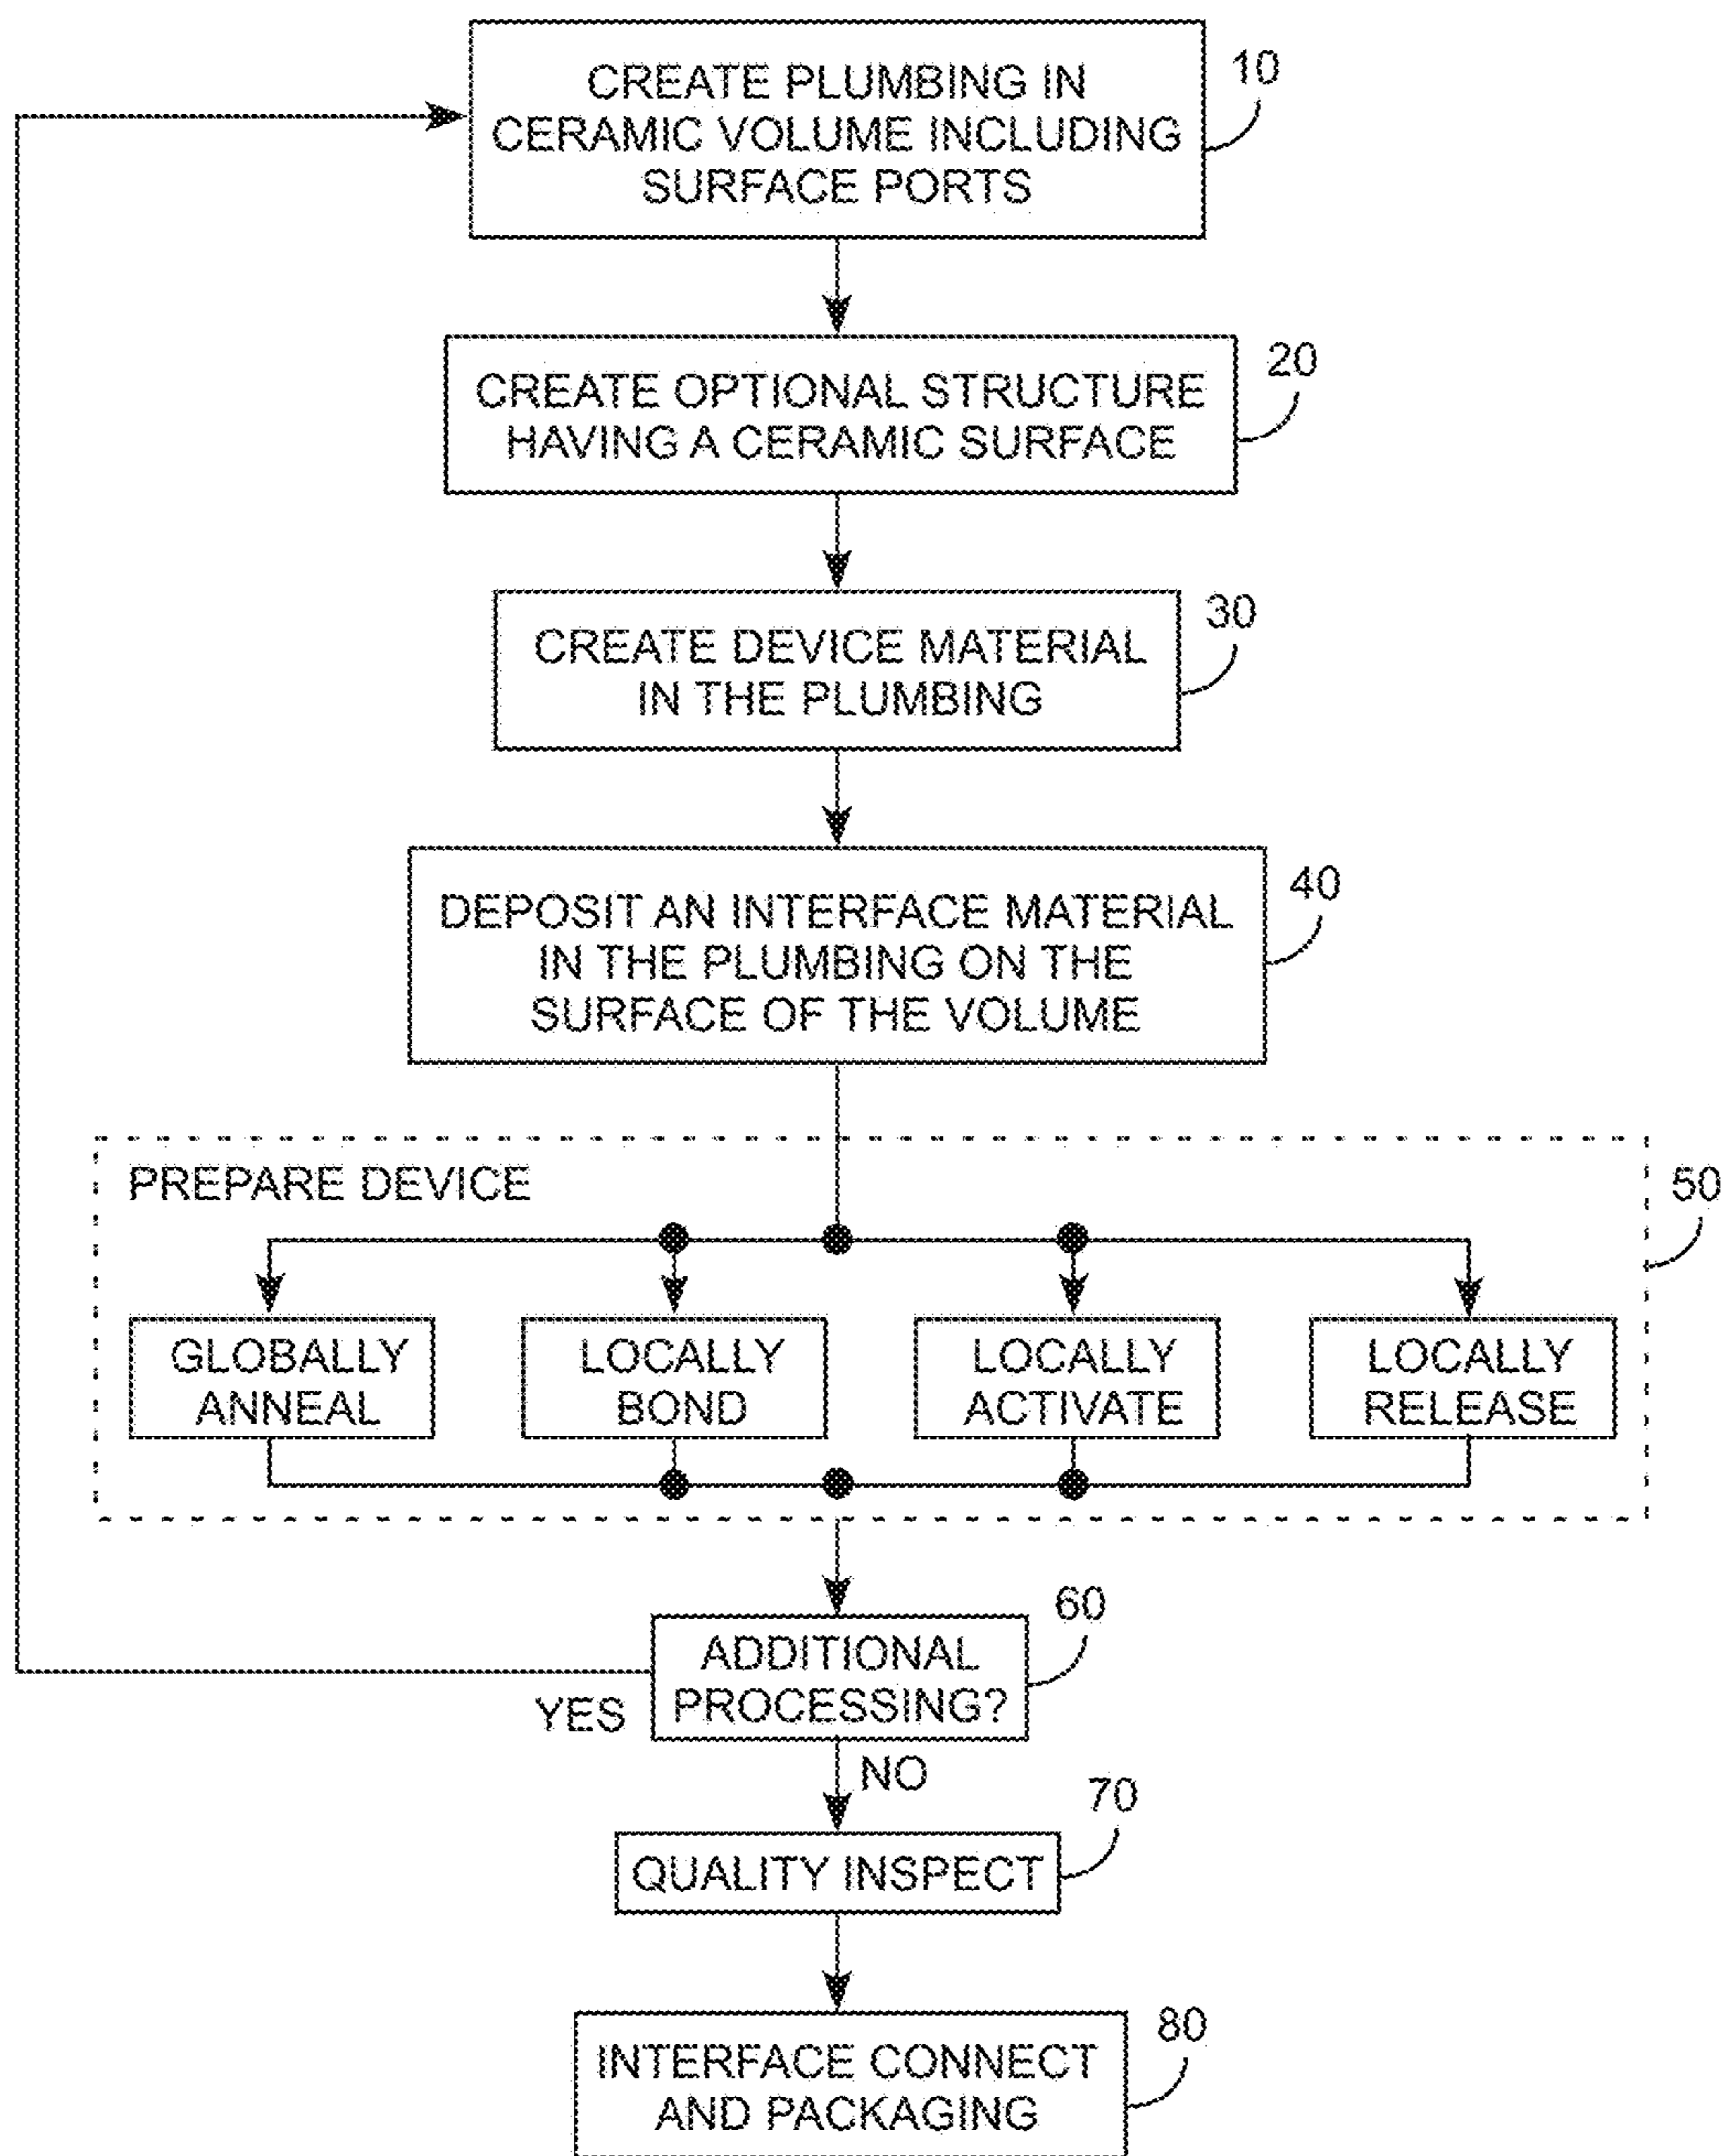 CREATE PLUMBING IN
CERAMIC VOLUME INCLUDING
SURFACE PORTS
10
CREATE OPTIONAL STRUCTURE
HAVING A CERAMIC SURFACE
20
CREATE DEVICE MATERIAL
IN THE PLUMBING
30
DEPOSIT AN INTERFACE MATERIAL
IN THE PLUMBING ON THE
SURFACE OF THE VOLUME
40
PREPARE DEVICE
50
GLOBALLY
ANNEAL
LOCALLY
BOND
LOCALLY
ACTIVATE
LOCALLY
RELEASE
60
ADDITIONAL
PROCESSING?
YES
NO
70
QUALITY INSPECT
80
INTERFACE CONNECT
AND PACKAGING